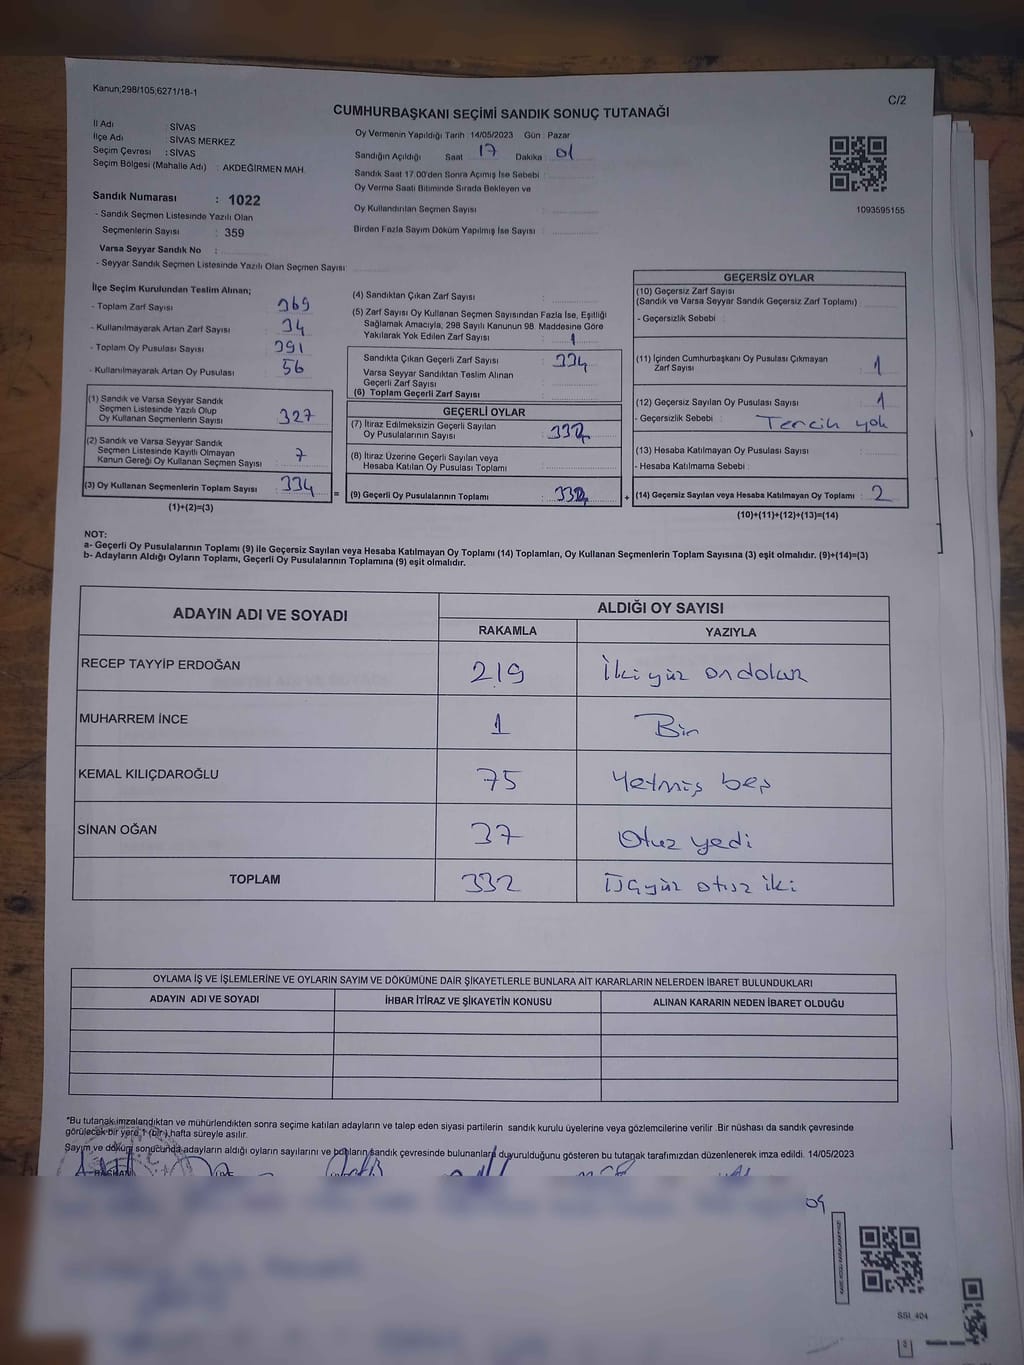 Kanun;298/105,6271/18-1
C/2
CUMHURBAŞKANI SEÇİMİ SANDIK SONUÇ TUTANAĞI
İl Adı : SİVAS
İlçe Adı : SİVAS MERKEZ
Seçim Çevresi : SİVAS
Seçim Bölgesi (Mahalle Adı) : AKDEĞİRMEN MAH.
Sandık Numarası : 1022
- Sandık Seçmen Listesinde Yazılı Olan
Seçmenlerin Sayısı : 359
Varsa Seyyar Sandık No :
- Seyyar Sandık Seçmen Listesinde Yazılı Olan Seçmen Sayısı:
Oy Vermenin Yapıldığı Tarih : 14/05/2023 Gün : Pazar
Sandığın Açıldığı Saat 17 Dakika 01
Sandık Saat 17.00'den Sonra Açımış İse Sebebi :
Oy Verme Saati Bitiminde Sırada Bekleyen ve
Oy Kullandırılan Seçmen Sayısı :
Birden Fazla Sayım Döküm Yapılmış İse Sayısı :
1093595155
İlçe Seçim Kurulundan Teslim Alınan;
- Toplam Zarf Sayısı : 369
- Kullanılmayarak Artan Zarf Sayısı : 34
- Toplam Oy Pusulası Sayısı : 391
- Kullanılmayarak Artan Oy Pusulası : 56
(1) Sandık ve Varsa Seyyar Sandık
Seçmen Listesinde Yazılı Olup
Oy Kullanan Seçmenlerin Sayısı : 327
(2) Sandık ve Varsa Seyyar Sandık
Seçmen Listesinde Kayıtlı Olmayan
Kanun Gereği Oy Kullanan Seçmen Sayısı : 7
(3) Oy Kullanan Seçmenlerin Toplam Sayısı : 334
(1)+(2)=(3)
=
(4) Sandıktan Çıkan Zarf Sayısı :
(5) Zarf Sayısı Oy Kullanan Seçmen Sayısından Fazla İse, Eşitliği
Sağlamak Amacıyla, 298 Sayılı Kanunun 98. Maddesine Göre
Yakılarak Yok Edilen Zarf Sayısı : 1
Sandıkta Çıkan Geçerli Zarf Sayısı : 334
Varsa Seyyar Sandıktan Teslim Alınan
Geçerli Zarf Sayısı :
(6) Toplam Geçerli Zarf Sayısı :
GEÇERLİ OYLAR
(7) İtiraz Edilmeksizin Geçerli Sayılan
Oy Pusulalarının Sayısı : 332
(8) İtiraz Üzerine Geçerli Sayılan veya
Hesaba Katılan Oy Pusulası Toplamı :
(9) Geçerli Oy Pusulalarının Toplamı : 332
+
GEÇERSİZ OYLAR
(10) Geçersiz Zarf Sayısı :
(Sandık ve Varsa Seyyar Sandık Geçersiz Zarf Toplamı)
- Geçersizlik Sebebi :
(11) İçinden Cumhurbaşkanı Oy Pusulası Çıkmayan
Zarf Sayısı : 1
(12) Geçersiz Sayılan Oy Pusulası Sayısı : 1
- Geçersizlik Sebebi : Tercih yok
(13) Hesaba Katılmayan Oy Pusulası Sayısı :
- Hesaba Katılmama Sebebi :
(14) Geçersiz Sayılan veya Hesaba Katılmayan Oy Toplamı : 2
(10)+(11)+(12)+(13)=(14)
NOT:
a- Geçerli Oy Pusulalarının Toplamı (9) ile Geçersiz Sayılan veya Hesaba Katılmayan Oy Toplamı (14) Toplamları, Oy Kullanan Seçmenlerin Toplam Sayısına (3) eşit olmalıdır. (9)+(14)=(3)
b- Adayların Aldığı Oyların Toplamı, Geçerli Oy Pusulalarının Toplamına (9) eşit olmalıdır.
ADAYIN ADI VE SOYADI ALDIĞI OY SAYISI
RAKAMLA YAZIYLA
RECEP TAYYİP ERDOĞAN 219 İki yüz ondokuz
MUHARREM İNCE 1 Bir
KEMAL KILIÇDAROĞLU 75 Yetmiş beş
SİNAN OĞAN 37 Otuz yedi
TOPLAM 332 Üçyüz otuz iki
OYLAMA İŞ VE İŞLEMLERİNE VE OYLARIN SAYIM VE DÖKÜMÜNE DAİR ŞİKAYETLERLE BUNLARA AİT KARARLARIN NELERDEN İBARET BULUNDUKLARI
ADAYIN ADI VE SOYADI İHBAR İTİRAZ VE ŞİKAYETİN KONUSU ALINAN KARARIN NEDEN İBARET OLDUĞU
*Bu tutanak imzalandıktan ve mühürlendikten sonra seçime katılan adayların ve talep eden siyasi partilerin sandık kurulu üyelerine veya gözlemcilerine verilir .Bir nüshası da sandık çevresinde
görülecek bir yere 1 (bir) hafta süreyle asılır.
Sayım ve döküm sonucunda adayların aldığı oyların sayılarını ve bunların sandık çevresinde bulunanlara duyurulduğunu gösteren bu tutanak tarafımızdan düzenlenerek imza edildi. 14/05/2023
SSI_404